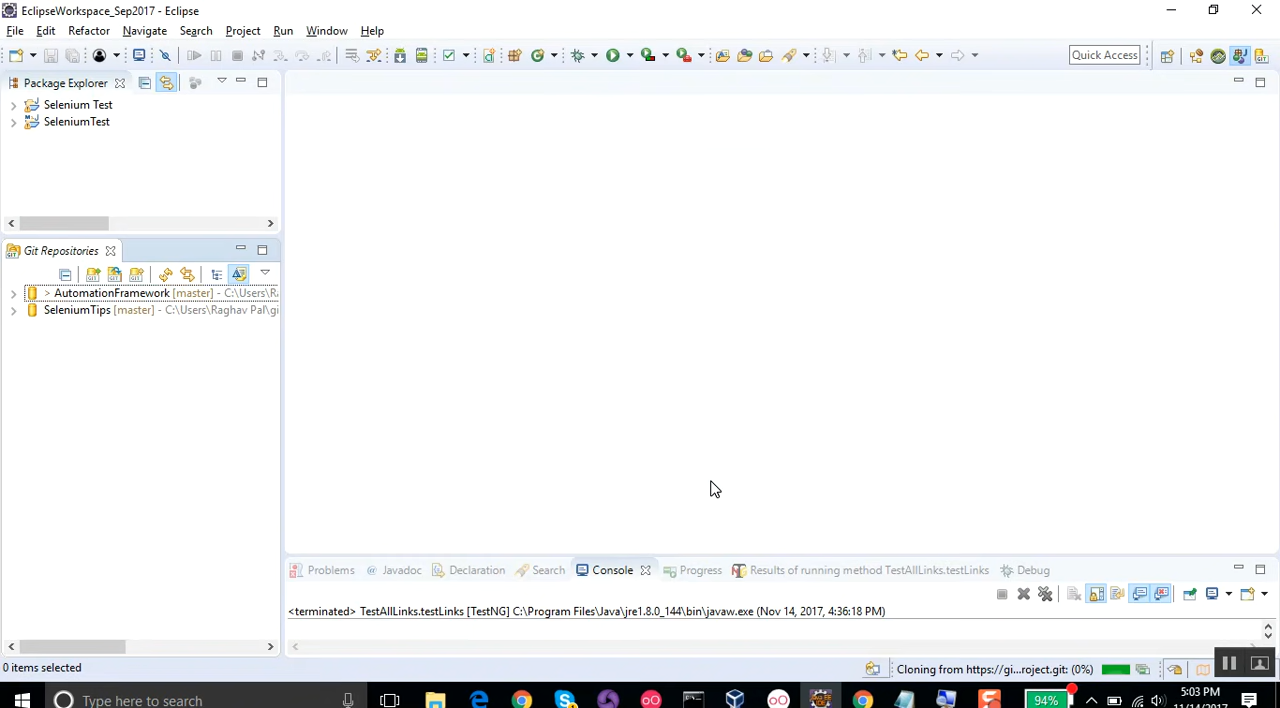 EclipseWorkspace_Sep2017 - Eclipse
File Edit Refactor Navigate Search Project Run Window Help
Quick Access
Package Explorer
Selenium Test
SeleniumTest
Git Repositories
> AutomationFramework [master] - C:\Users\R
SeleniumTips [master] - C:\Users\Raghav Pal\gi
Problems @ Javadoc Declaration Search Console Progress Results of running method TestAllLinks.testLinks Debug
<terminated> TestAllLinks.testLinks [TestNG] C:\Program Files\Java\jre1.8.0_144\bin\javaw.exe (Nov 14, 2017, 4:36:18 PM)
0 items selected
Cloning from https://gi...roject.git: (0%)
Type here to search
94%
5:03 PM
11/14/2017